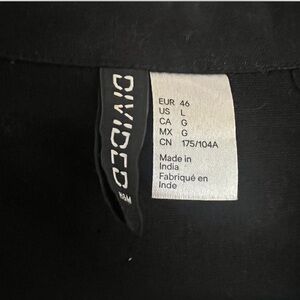 DIVIDED
H&M
EUR 46
US L
CA G
MX G
CN 175/104A
Made in
India
Fabriqué en
Inde